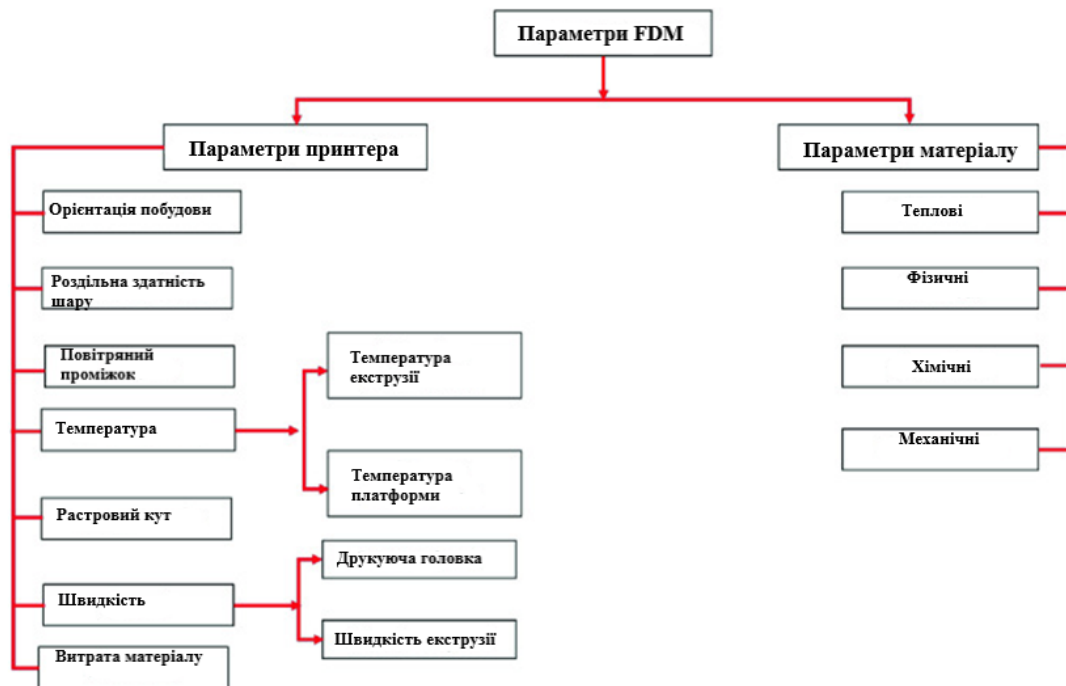 Параметри FDM
Параметри принтера
Параметри матеріалу
Орієнтація побудови
Роздільна здатність
шару
Повітряний
проміжок
Температура
Температура
екструзії
Температура
платформи
Растровий кут
Швидкість
Друкуюча головка
Швидкість екструзії
Витрата матеріалу
Теплові
Фізичні
Хімічні
Механічні